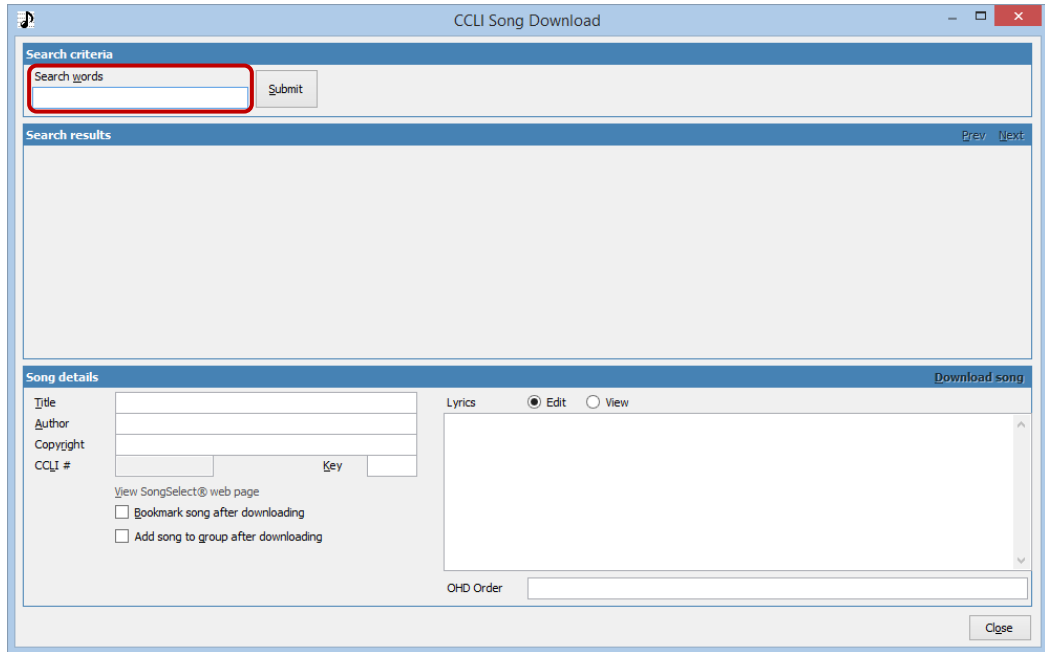 CCLI Song Download
Search criteria
Search words
Submit
Search results
Prev Next
Song details
Download song
Title
Lyrics
Edit
View
Author
Copyright
CCLI #
Key
View SongSelect® web page
Bookmark song after downloading
Add song to group after downloading
OHD Order
Close